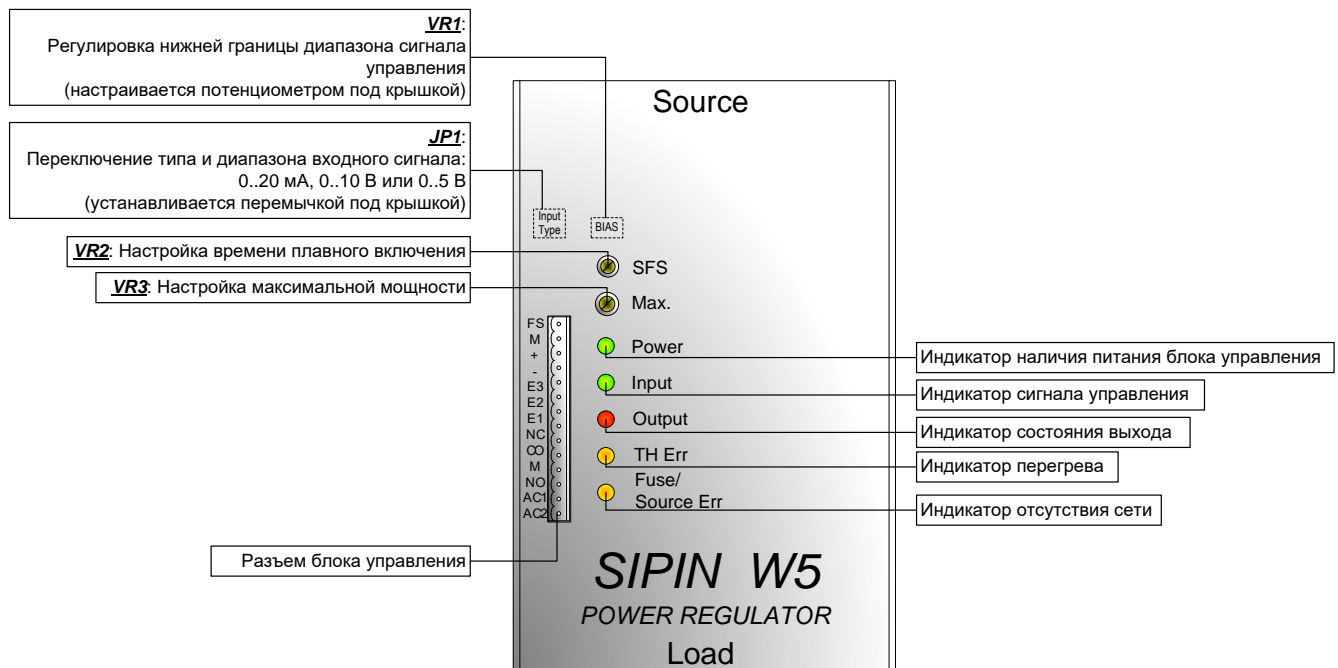 VR1:
Регулировка нижней границы диапазона сигнала
управления
(настраивается потенциометром под крышкой)
JP1:
Переключение типа и диапазона входного сигнала:
0..20 мА, 0..10 В или 0..5 В
(устанавливается перемычкой под крышкой)
VR2: Настройка времени плавного включения
VR3: Настройка максимальной мощности
Source
Input
Type
BIAS
SFS
Max.
Power
Input
Output
TH Err
Fuse/
Source Err
FS
M
+
-
E3
E2
E1
NC
CO
M
NO
AC1
AC2
Разъем блока управления
Индикатор наличия питания блока управления
Индикатор сигнала управления
Индикатор состояния выхода
Индикатор перегрева
Индикатор отсутствия сети
SIPIN W5
POWER REGULATOR
Load